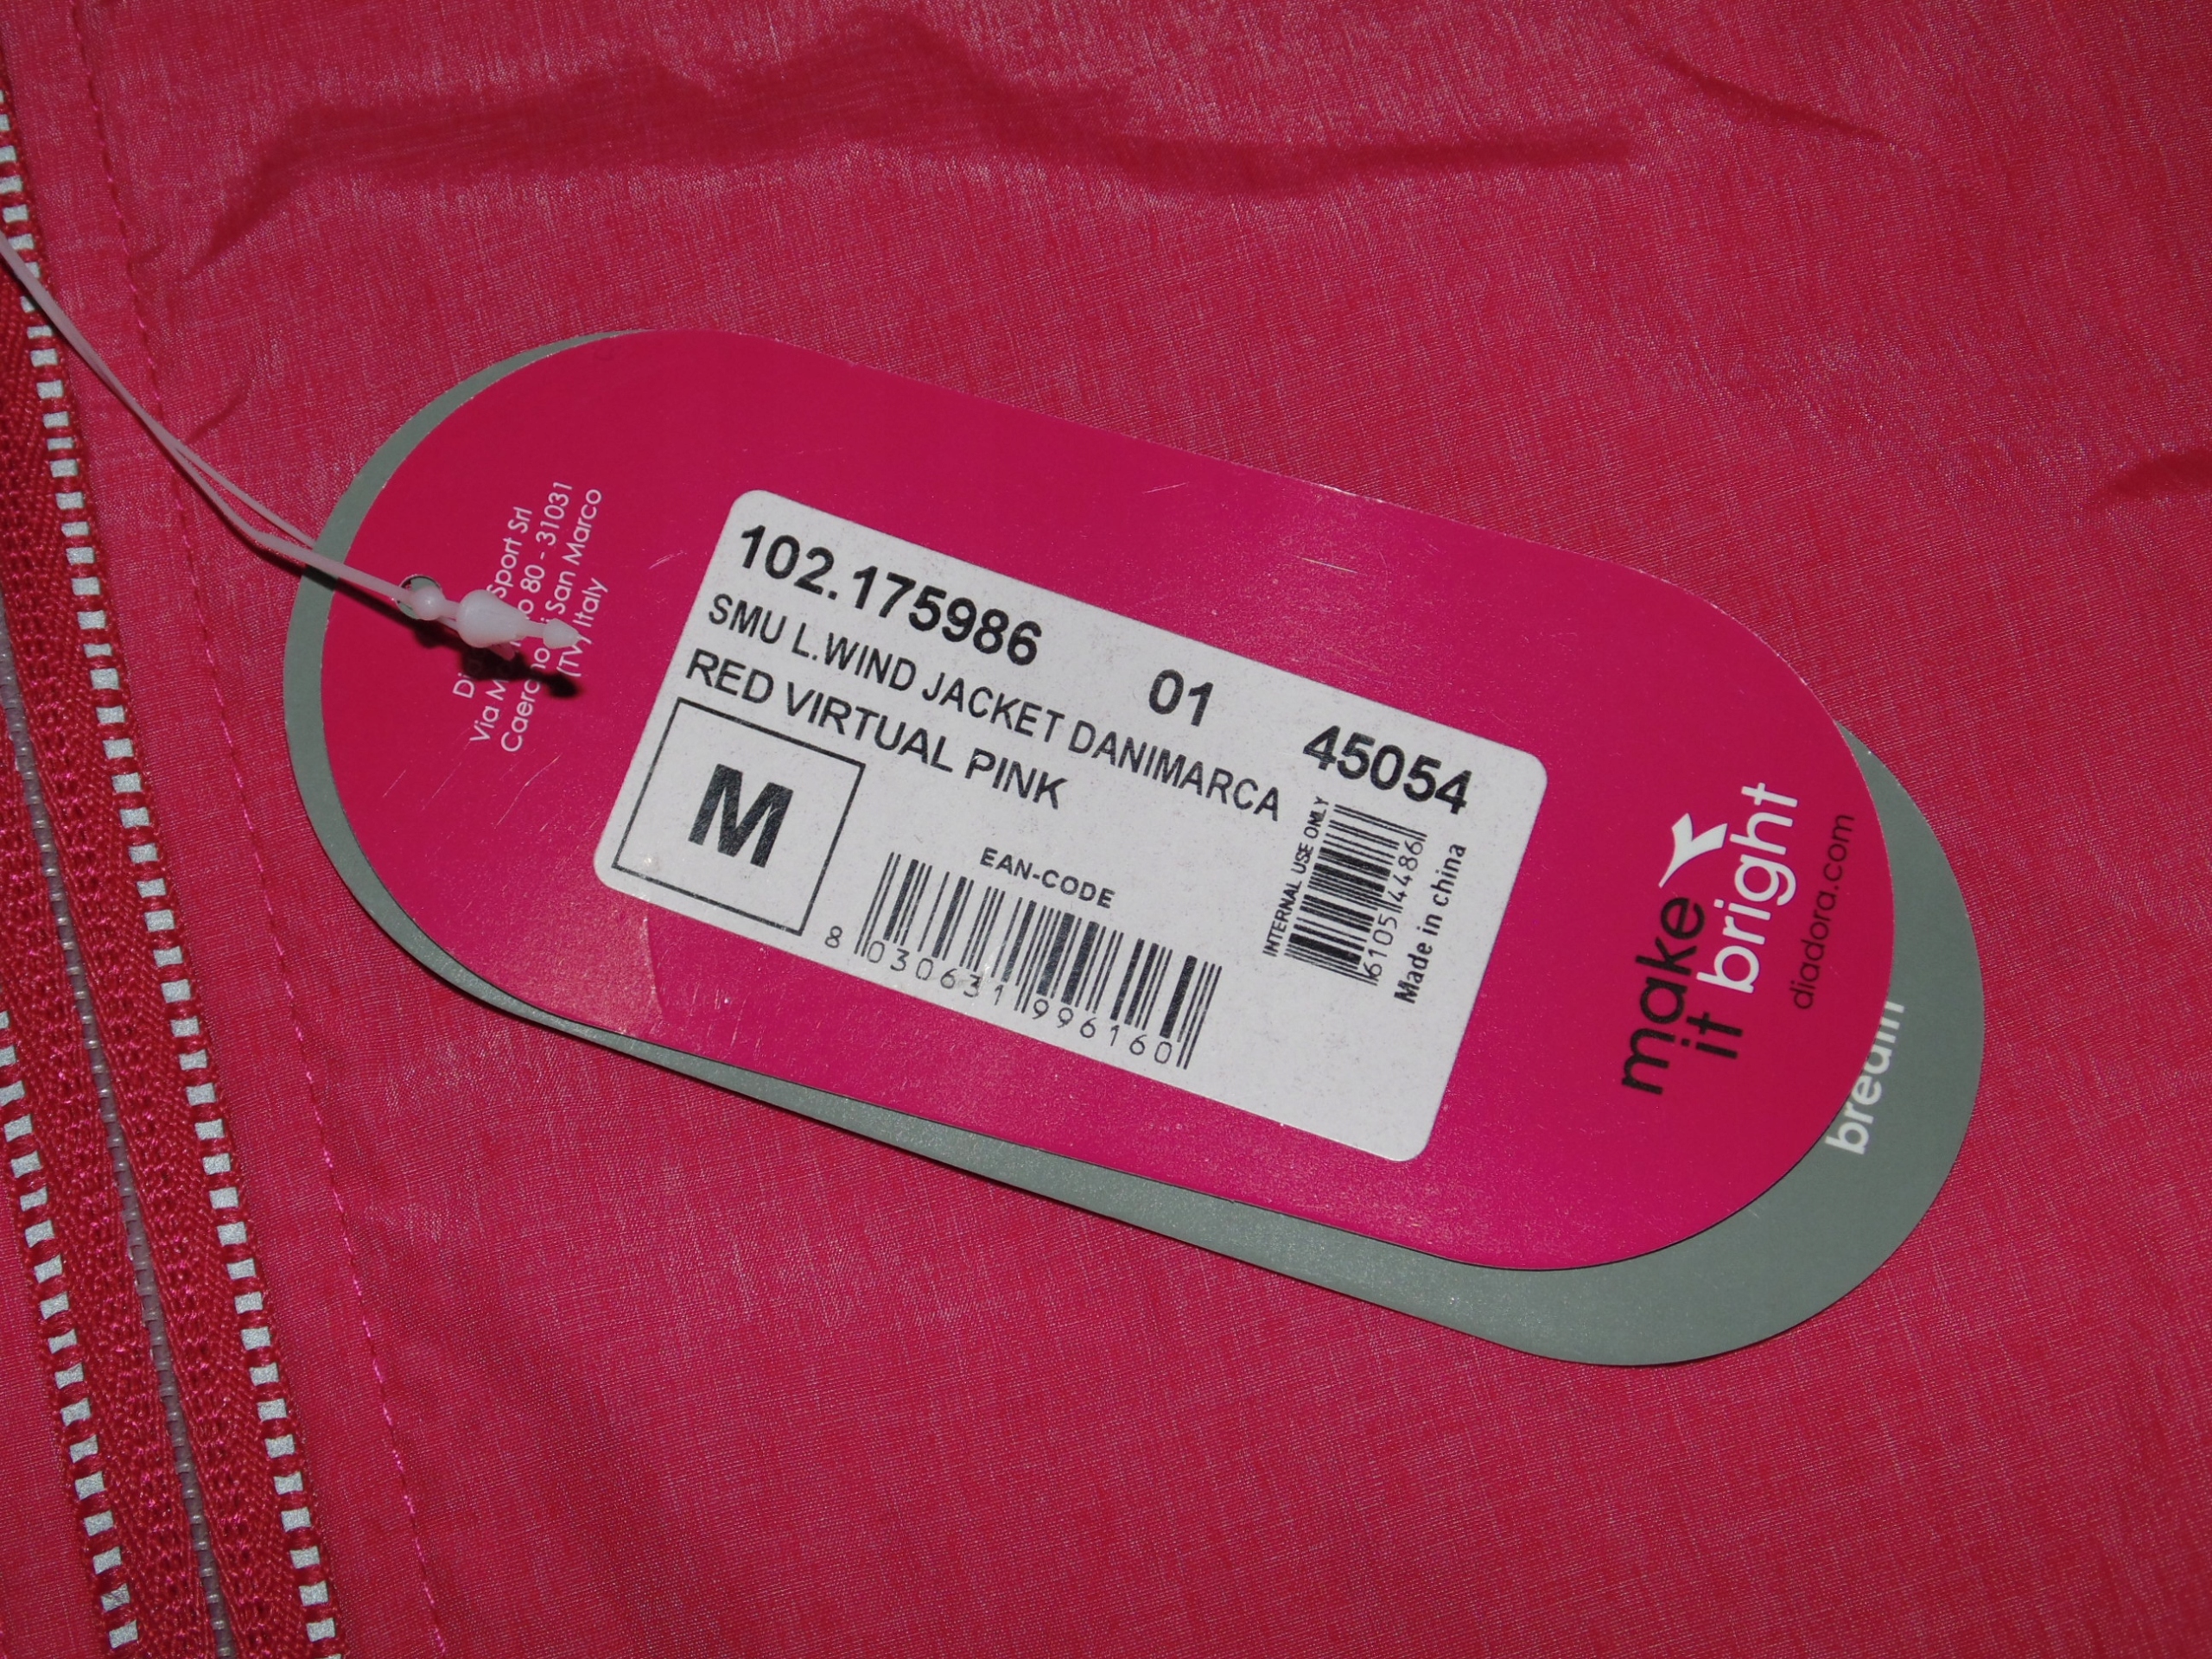 Sport Srl
Via 80 - 31031
San Marco
(TV) Italy
102.175986 01 45054
SMU L.WIND JACKET DANIMARCA
RED VIRTUAL PINK
M
EAN-CODE
8 030631 996160
INTERNAL USE ONLY
610514486
Made in china
make
it bright
diadora.com